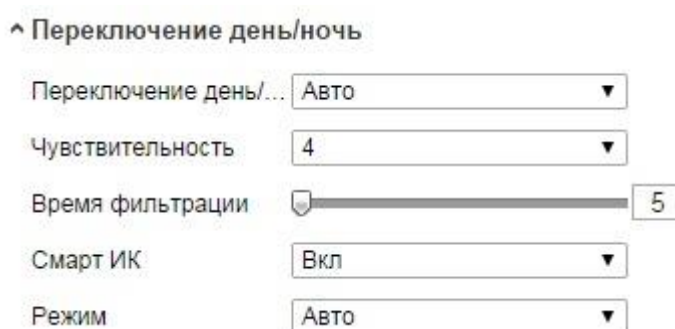 Переключение день/ночь
Переключение день/... Авто
Чувствительность 4
Время фильтрации 5
Смарт ИК Вкл
Режим Авто